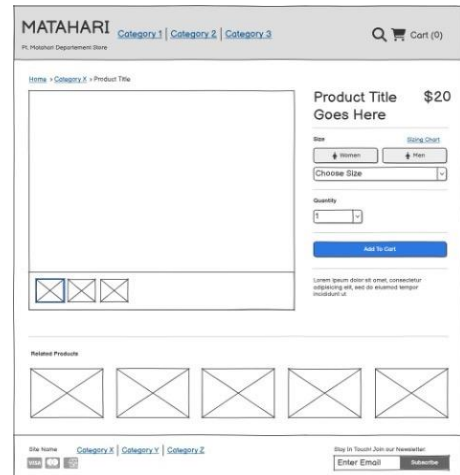 MATAHARI
Category 1 | Category 2 | Category 3
Cart (0)
Pt. Matahari Departement Store
Home > Category X > Product Title
Product Title $20
Goes Here
Size Sizing Chart
Women Men
Choose Size
Quantity
1
Add To Cart
Lorem ipsum dolor sit amet, consectetur
adipisicing elit, sed do eiusmod tempor
incididunt ut
Related Products
Site Name Category X | Category Y | Category Z Stay in Touch! Join our Newsletter:
VISA
Enter Email Subscribe